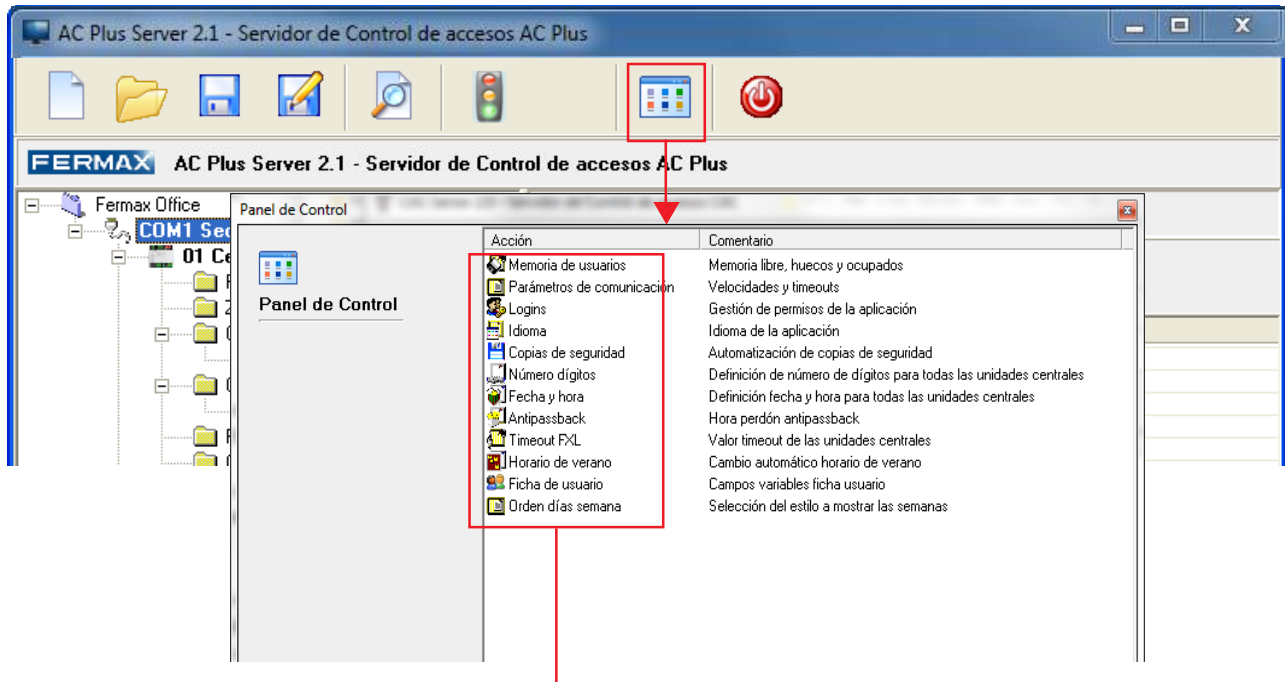 AC Plus Server 2.1 - Servidor de Control de accesos AC Plus
FERMAX AC Plus Server 2.1 - Servidor de Control de accesos AC Plus
Fermax Office
COM1
01
Panel de Control
Panel de Control
Acción Comentario
Memoria de usuarios Memoria libre, huecos y ocupados
Parámetros de comunicación Velocidades y timeouts
Logins Gestión de permisos de la aplicación
Idioma Idioma de la aplicación
Copias de seguridad Automatización de copias de seguridad
Número dígitos Definición de número de dígitos para todas las unidades centrales
Fecha y hora Definición fecha y hora para todas las unidades centrales
Antipassback Hora perdón antipassback
Timeout FXL Valor timeout de las unidades centrales
Horario de verano Cambio automático horario de verano
Ficha de usuario Campos variables ficha usuario
Orden días semana Selección del estilo a mostrar las semanas